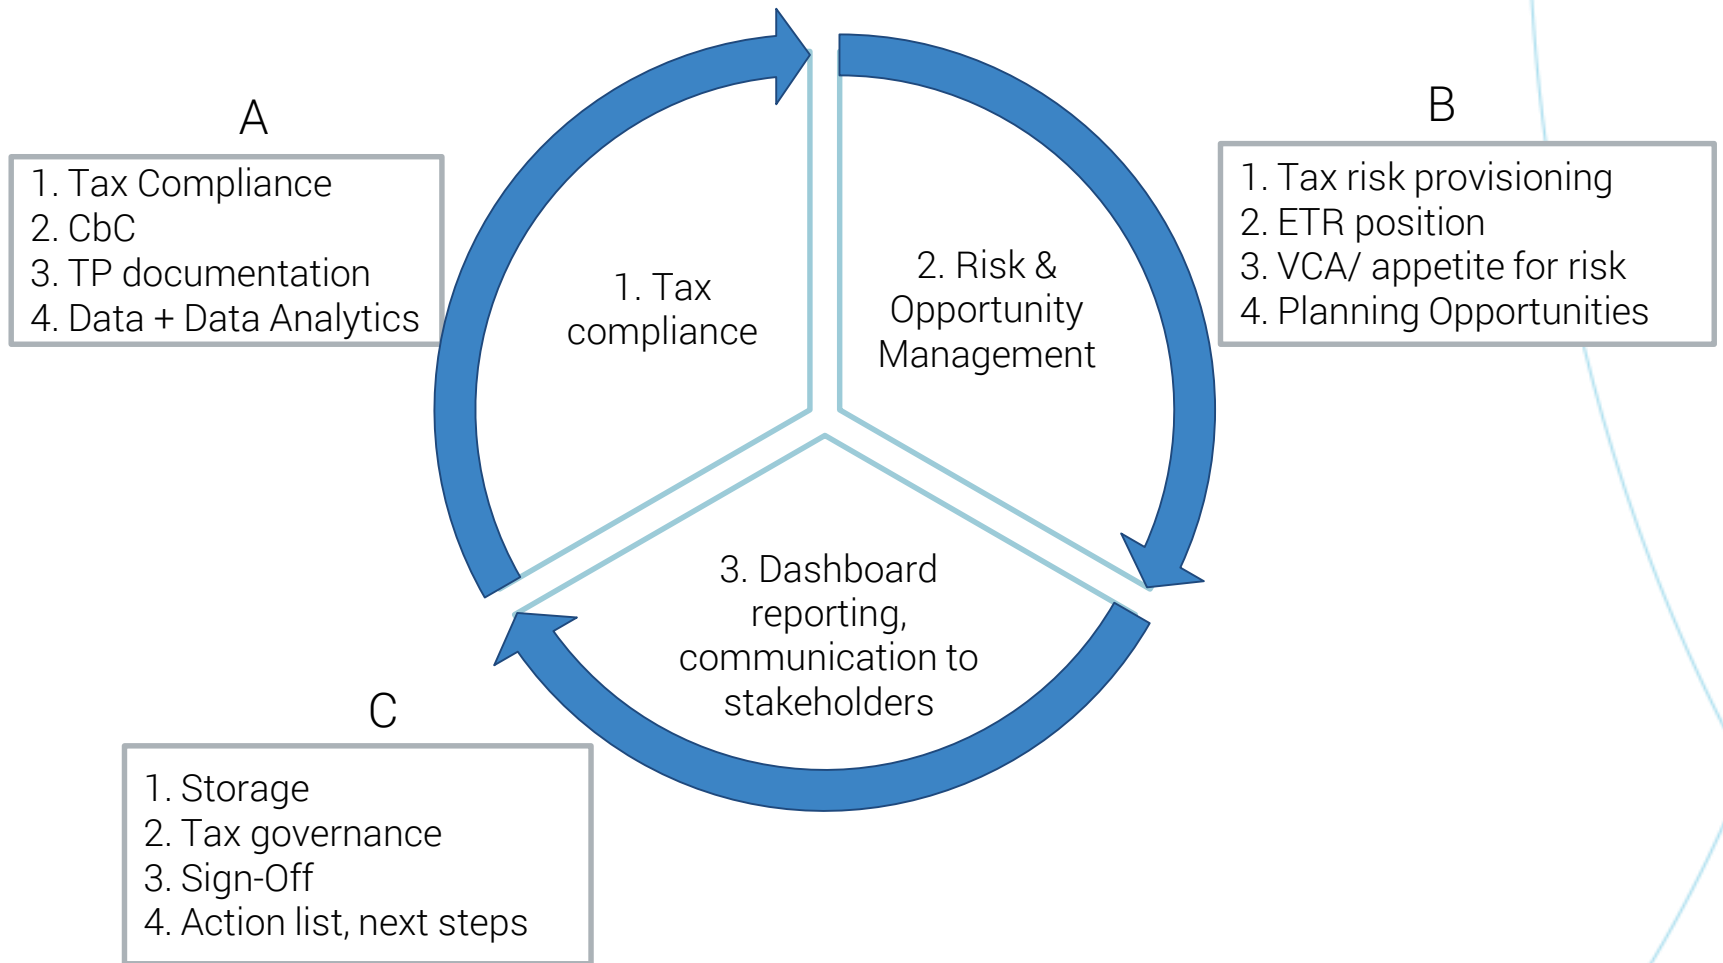 A
1. Tax Compliance
2. CbC
3. TP documentation
4. Data + Data Analytics
1. Tax
compliance
2. Risk &
Opportunity
Management
B
1. Tax risk provisioning
2. ETR position
3. VCA/ appetite for risk
4. Planning Opportunities
3. Dashboard
reporting,
communication to
stakeholders
C
1. Storage
2. Tax governance
3. Sign-Off
4. Action list, next steps